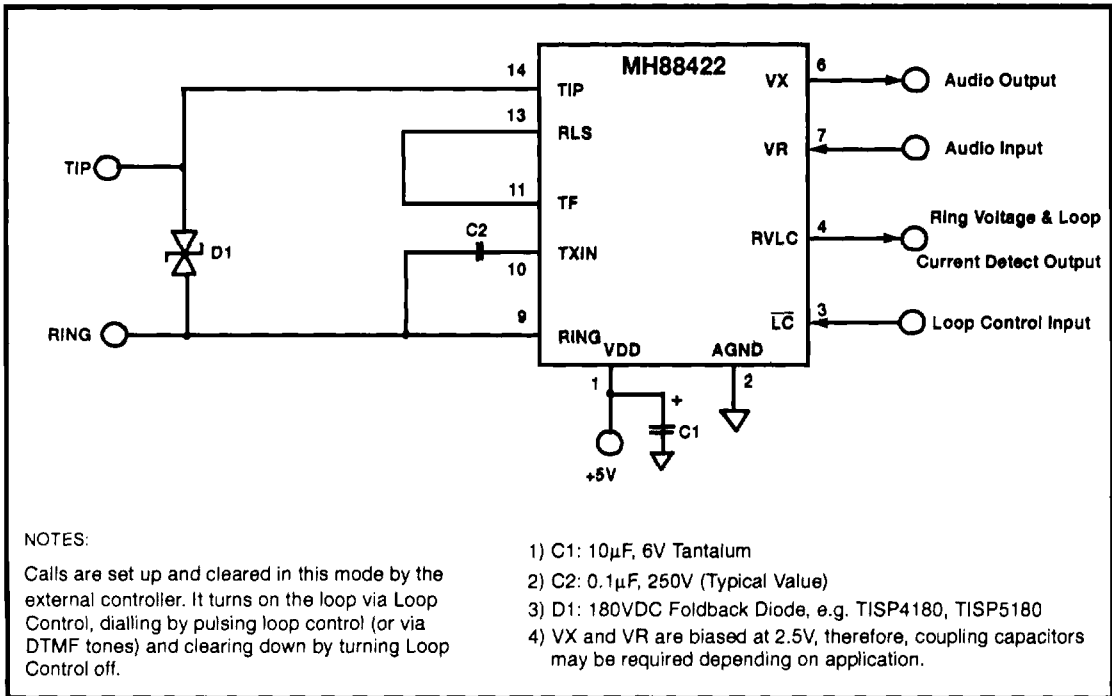 MH88422
14
TIP
VX
6
Audio Output
13
RLS
VR
7
Audio Input
TIP
11
TF
D1
C2
TXIN
10
RVLC
4
Ring Voltage & Loop
Current Detect Output
RING
9
RING
VDD
AGND
LC
3
Loop Control Input
1
2
+
C1
+5V
NOTES:
Calls are set up and cleared in this mode by the
external controller. It turns on the loop via Loop
Control, dialling by pulsing loop control (or via
DTMF tones) and clearing down by turning Loop
Control off.
1) C1: 10μF, 6V Tantalum
2) C2: 0.1μF, 250V (Typical Value)
3) D1: 180VDC Foldback Diode, e.g. TISP4180, TISP5180
4) VX and VR are biased at 2.5V, therefore, coupling capacitors
may be required depending on application.